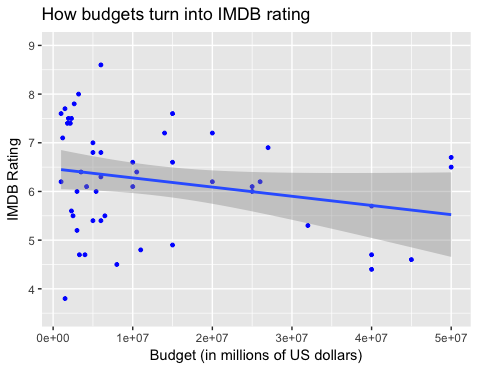 How budgets turn into IMDB rating
9
8
7
6
5
4
IMDB Rating
0e+00 1e+07 2e+07 3e+07 4e+07 5e+07
Budget (in millions of US dollars)